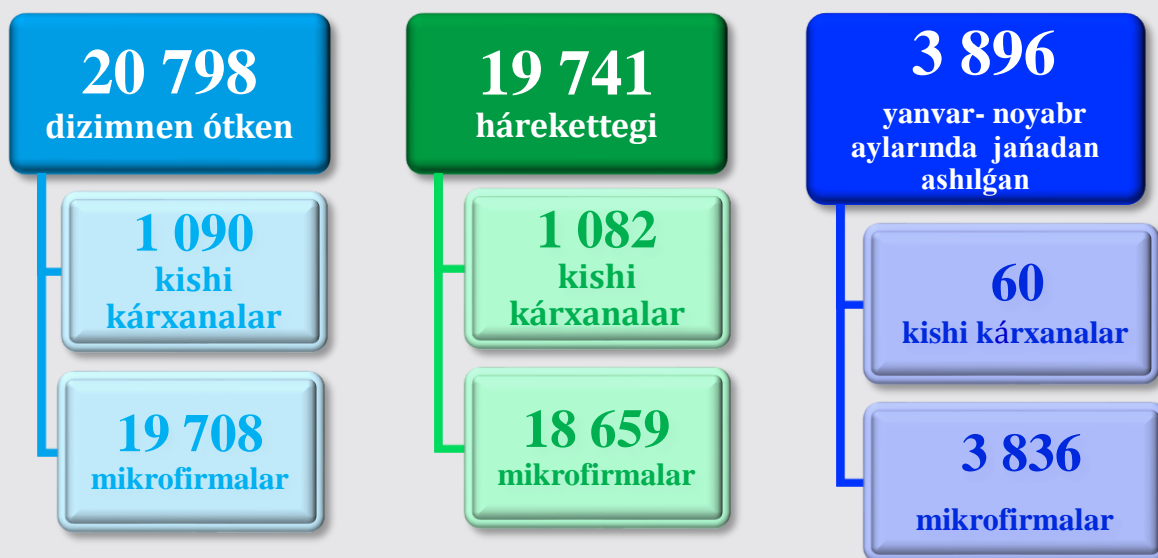 20 798
dizimnen ótken
1 090
kishi
kárxanalar
19 708
mikrofirmalar
19 741
hárekettegi
1 082
kishi
kárxanalar
18 659
mikrofirmalar
3 896
yanvar- noyabr
aylarında jańadan
ashılǵan
60
kishi kárxanalar
3 836
mikrofirmalar